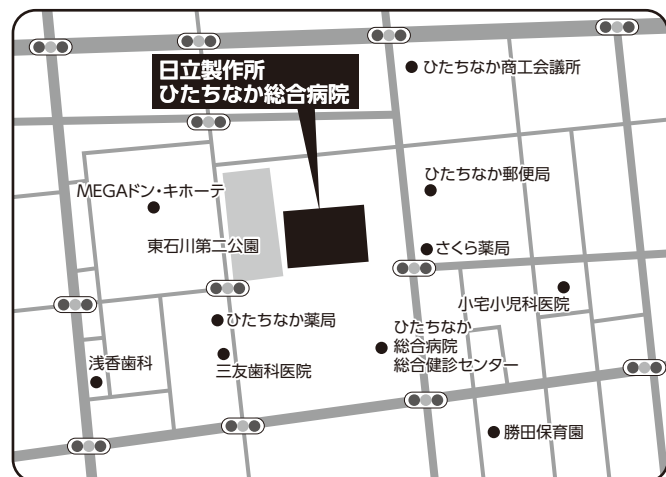 日立製作所
ひたちなか総合病院
ひたちなか商工会議所
MEGAドン・キホーテ
ひたちなか郵便局
東石川第二公園
さくら薬局
小宅小児科医院
ひたちなか薬局
ひたちなか
総合病院
総合健診センター
浅香歯科
三友歯科医院
勝田保育園